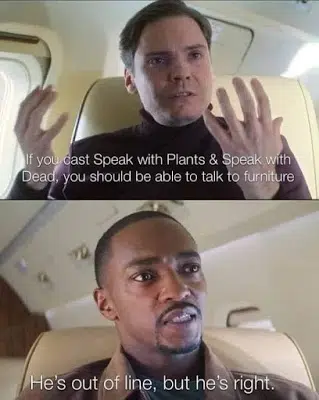 If you cast Speak with Plants & Speak with
Dead, you should be able to talk to furniture
He's out of line, but he's right.